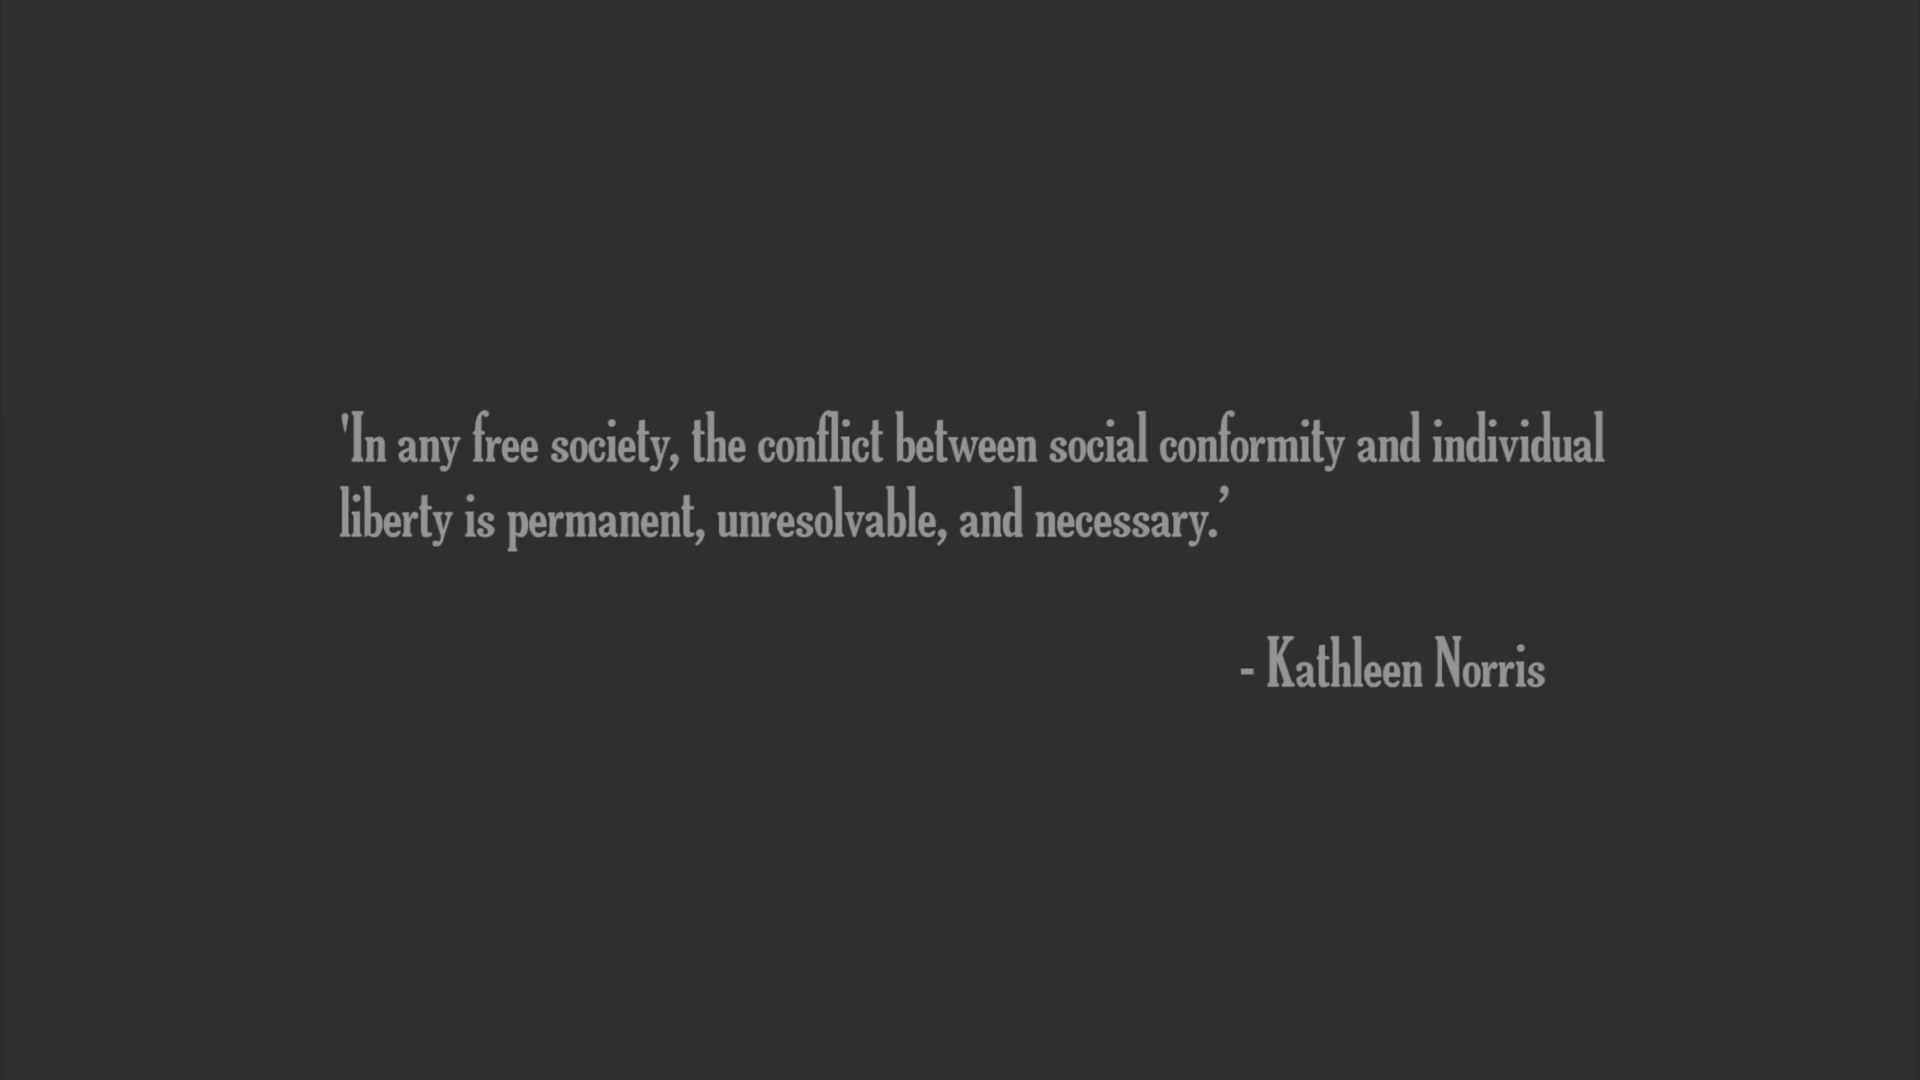 'In any free society, the conflict between social conformity and individual
liberty is permanent, unresolvable, and necessary.’
- Kathleen Norris